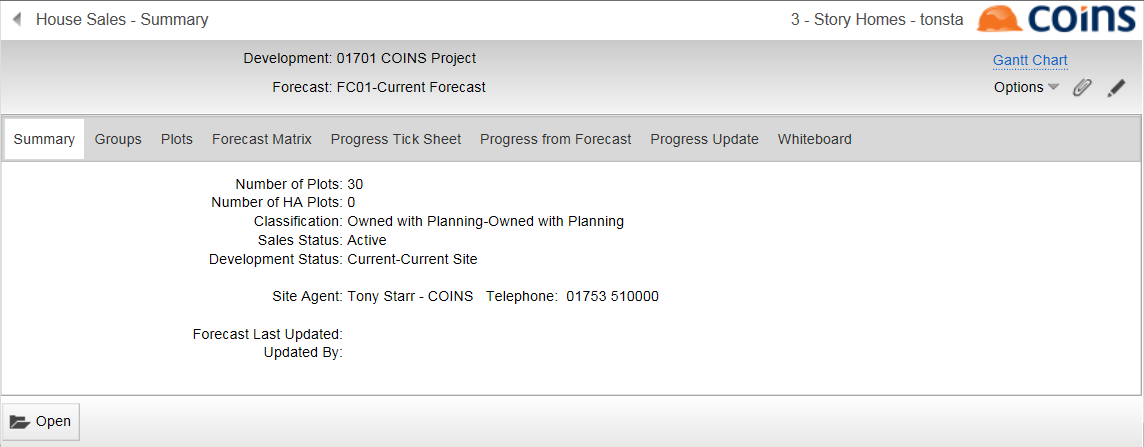 House Sales - Summary
3 - Story Homes - tonsta
coins
Development: 01701 COINS Project
Gantt Chart
Forecast: FC01-Current Forecast
Options
Summary Groups Plots Forecast Matrix Progress Tick Sheet Progress from Forecast Progress Update Whiteboard
Number of Plots: 30
Number of HA Plots: 0
Classification: Owned with Planning-Owned with Planning
Sales Status: Active
Development Status: Current-Current Site
Site Agent: Tony Starr - COINS Telephone: 01753 510000
Forecast Last Updated:
Updated By:
Open